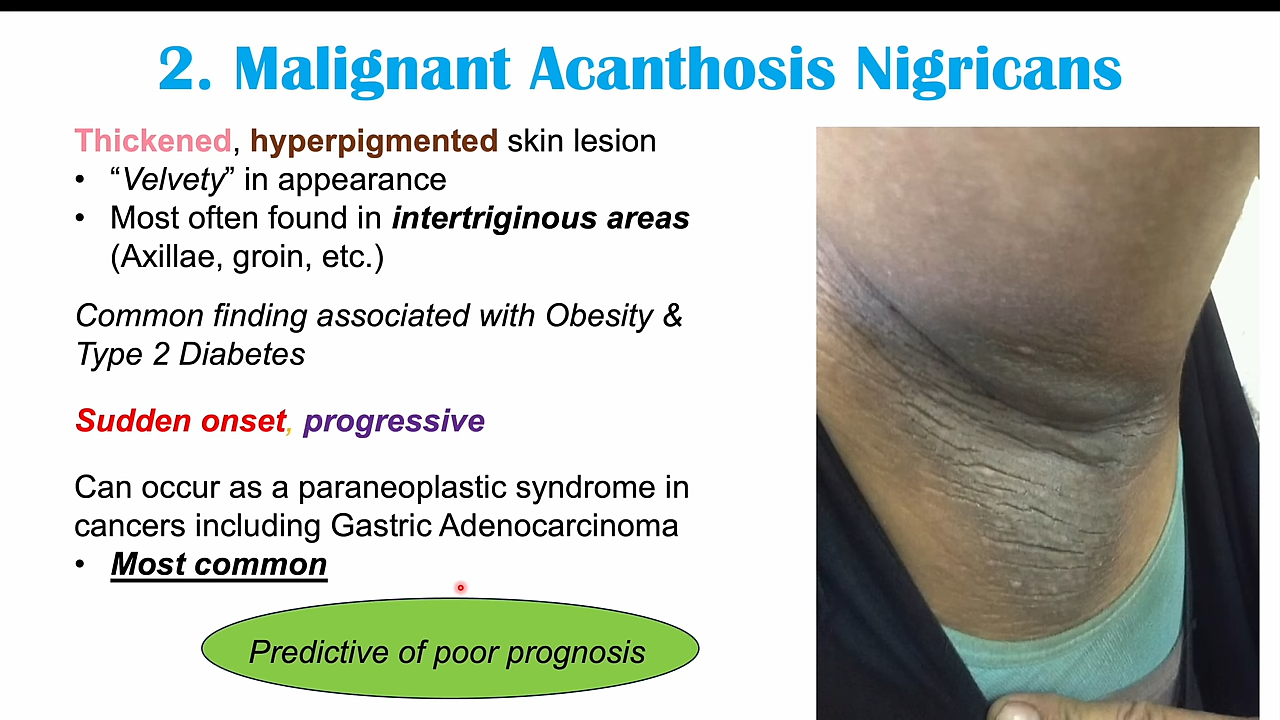 2. Malignant Acanthosis Nigricans
Thickened, hyperpigmented skin lesion
• “Velvety” in appearance
• Most often found in intertriginous areas
(Axillae, groin, etc.)
Common finding associated with Obesity &
Type 2 Diabetes
Sudden onset, progressive
Can occur as a paraneoplastic syndrome in
cancers including Gastric Adenocarcinoma
• Most common
Predictive of poor prognosis